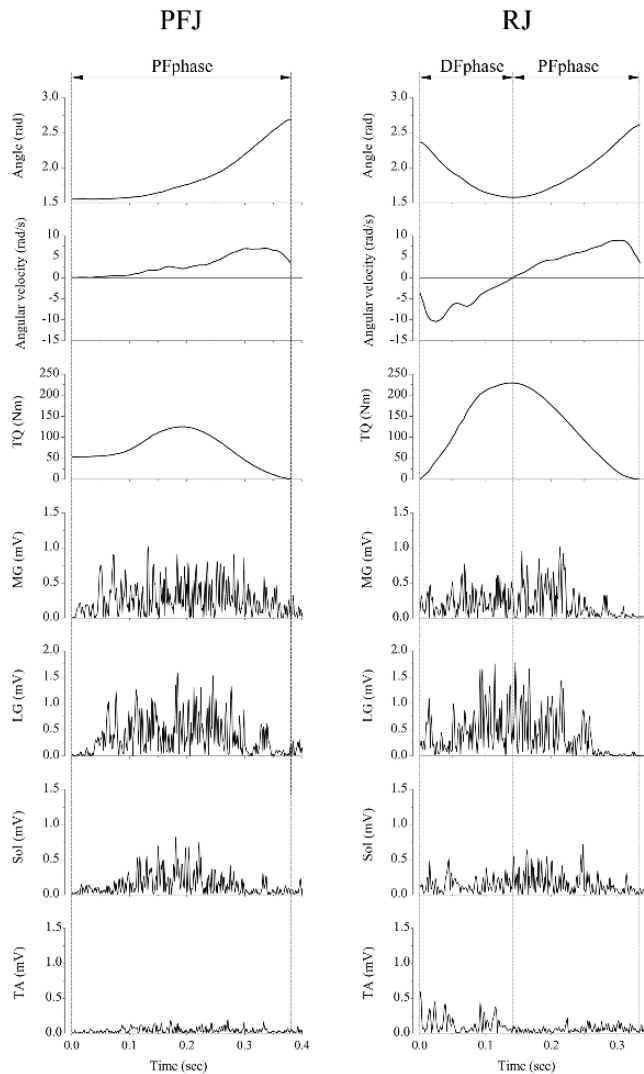 PFJ
RJ
PFphase
DFphase
PFphase
Angle (rad)
3.0
2.5
2.0
1.5
3.0
2.5
2.0
1.5
Angular velocity (rad/s)
10
5
0
-5
-10
-15
Angular velocity (rad/s)
10
5
0
-5
-10
-15
TQ (Nm)
250
200
150
100
50
0
TQ (Nm)
250
200
150
100
50
0
MG (mV)
1.5
1.0
0.5
0.0
MG (mV)
1.5
1.0
0.5
0.0
LG (mV)
2.0
1.5
1.0
0.5
0.0
LG (mV)
2.0
1.5
1.0
0.5
0.0
Sol (mV)
1.5
1.0
0.5
0.0
Sol (mV)
1.5
1.0
0.5
0.0
TA (mV)
1.5
1.0
0.5
0.0
TA (mV)
1.5
1.0
0.5
0.0
0.0 0.1 0.2 0.3 0.4
0.0 0.1 0.2 0.3
Time (sec)
Time (sec)
Angle (rad)